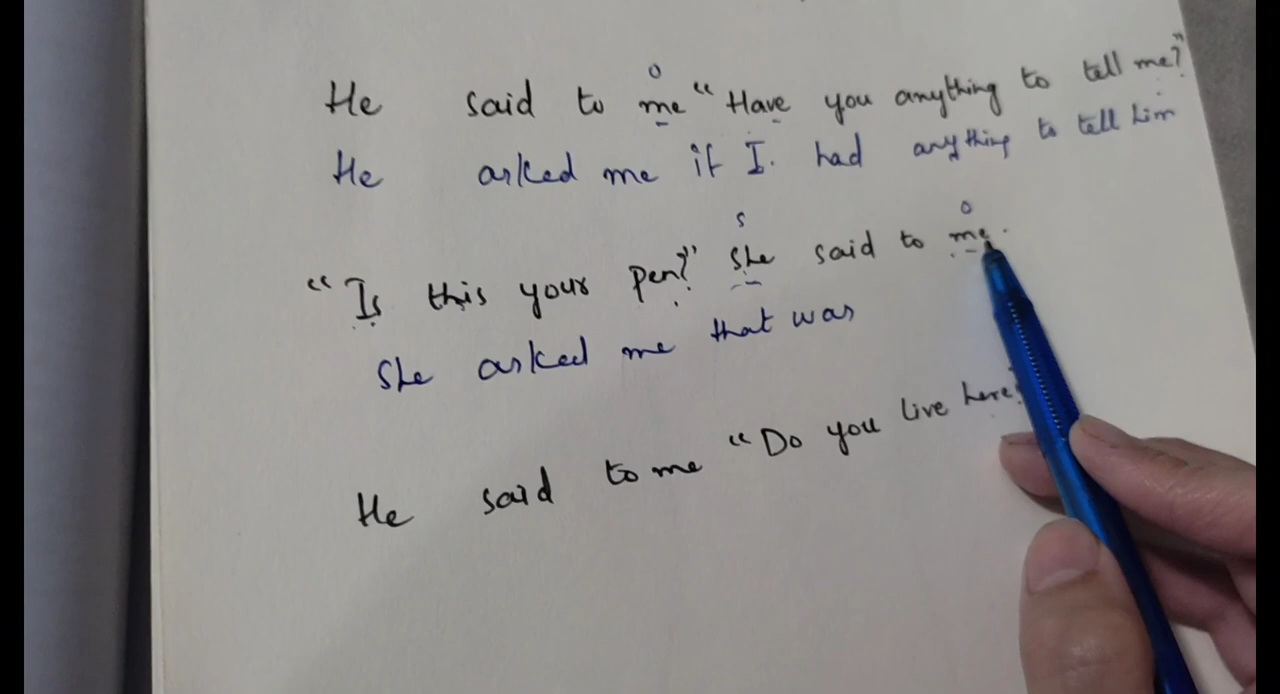 He said to me "Have you anything to tell me?"
He asked me if I. had anything to tell him
"Is this your pen?" she said to me.
She asked me that was
He said to me "Do you live here?